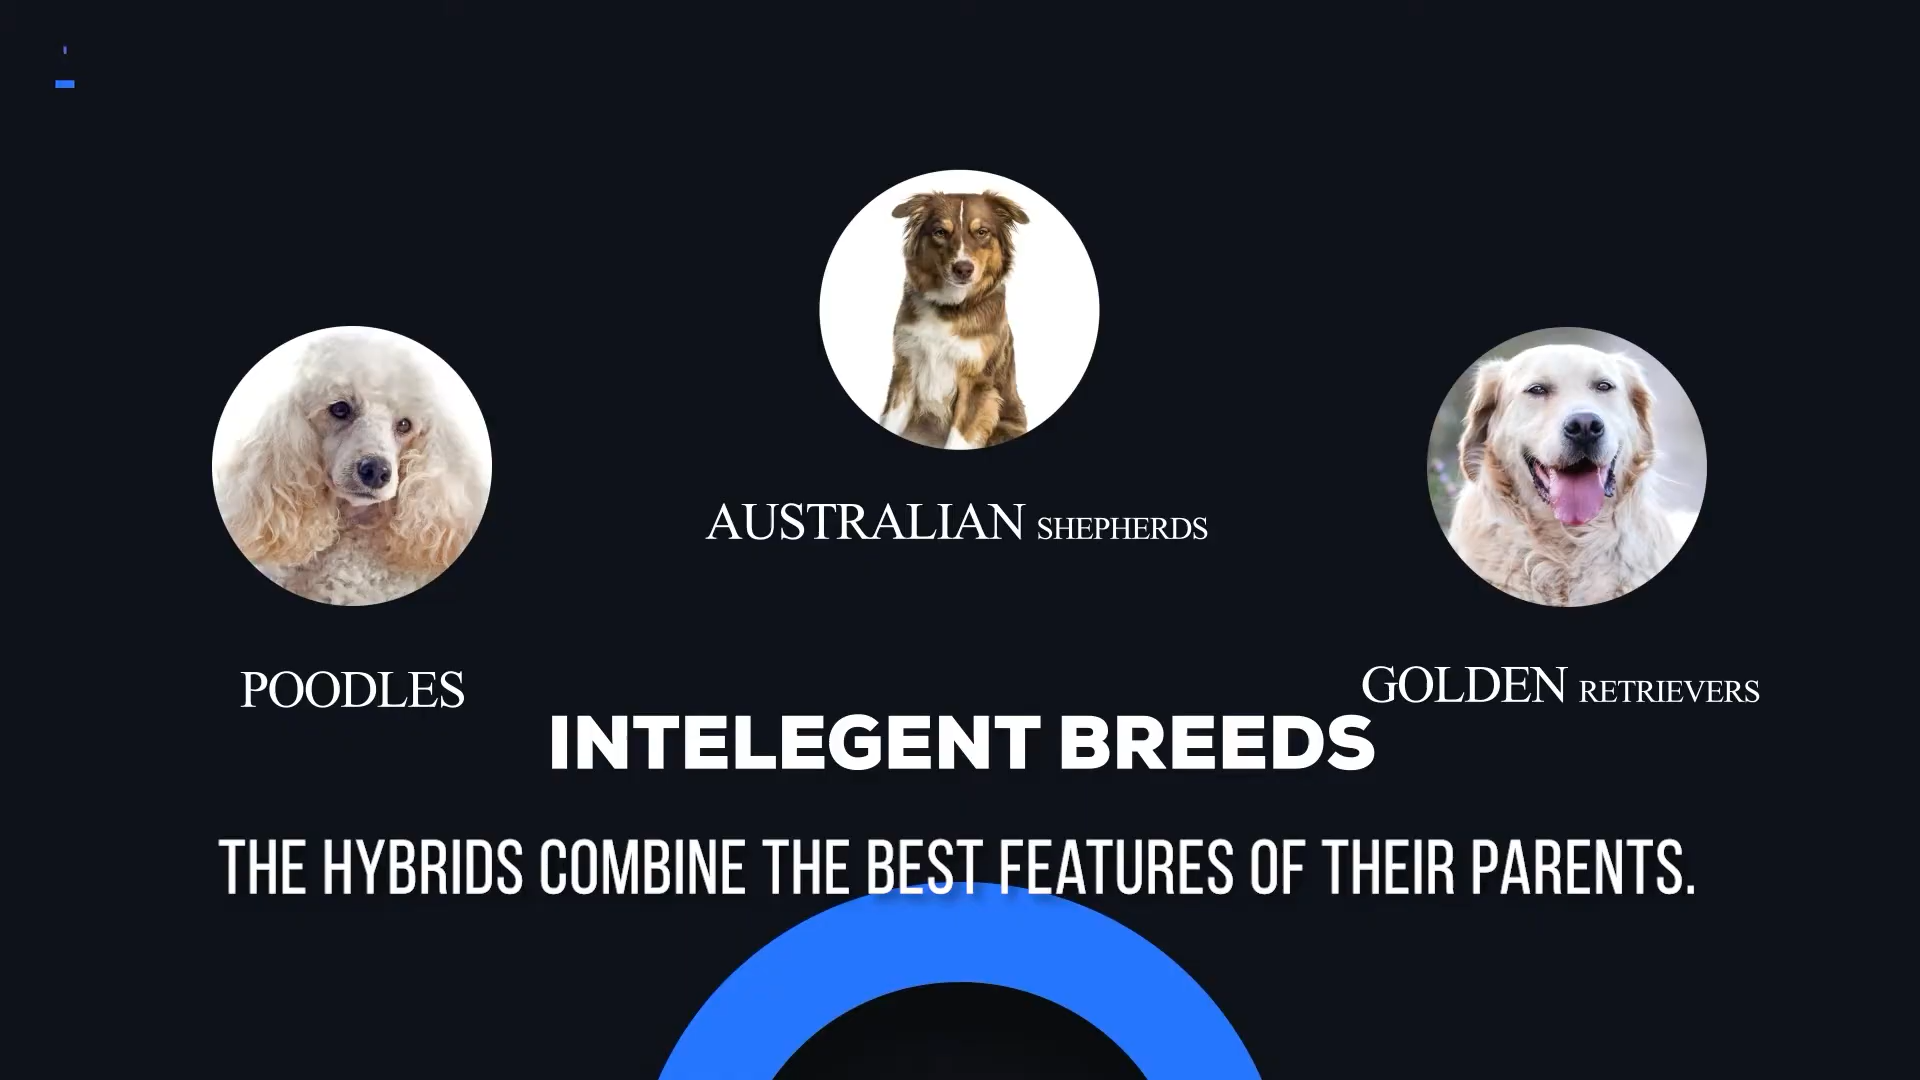 AUSTRALIAN SHEPHERDS
POODLES
GOLDEN RETRIEVERS
INTELEGENT BREEDS
THE HYBRIDS COMBINE THE BEST FEATURES OF THEIR PARENTS.